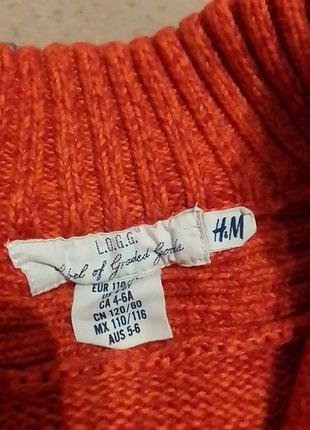 L.O.G.G.
Label of Graded Goods
H&M
EUR 110
CA 4-6A
CN 120/60
MX 110/116
AUS 5-6